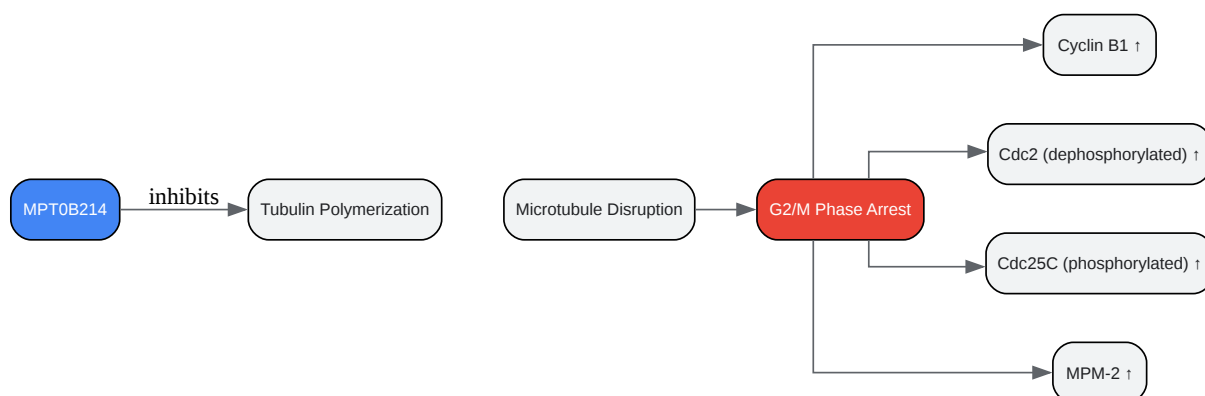 MPT0B214
inhibits
Tubulin Polymerization
Microtubule Disruption
G2/M Phase Arrest
Cyclin B1 ↑
Cdc2 (dephosphorylated) ↑
Cdc25C (phosphorylated) ↑
MPM-2 ↑